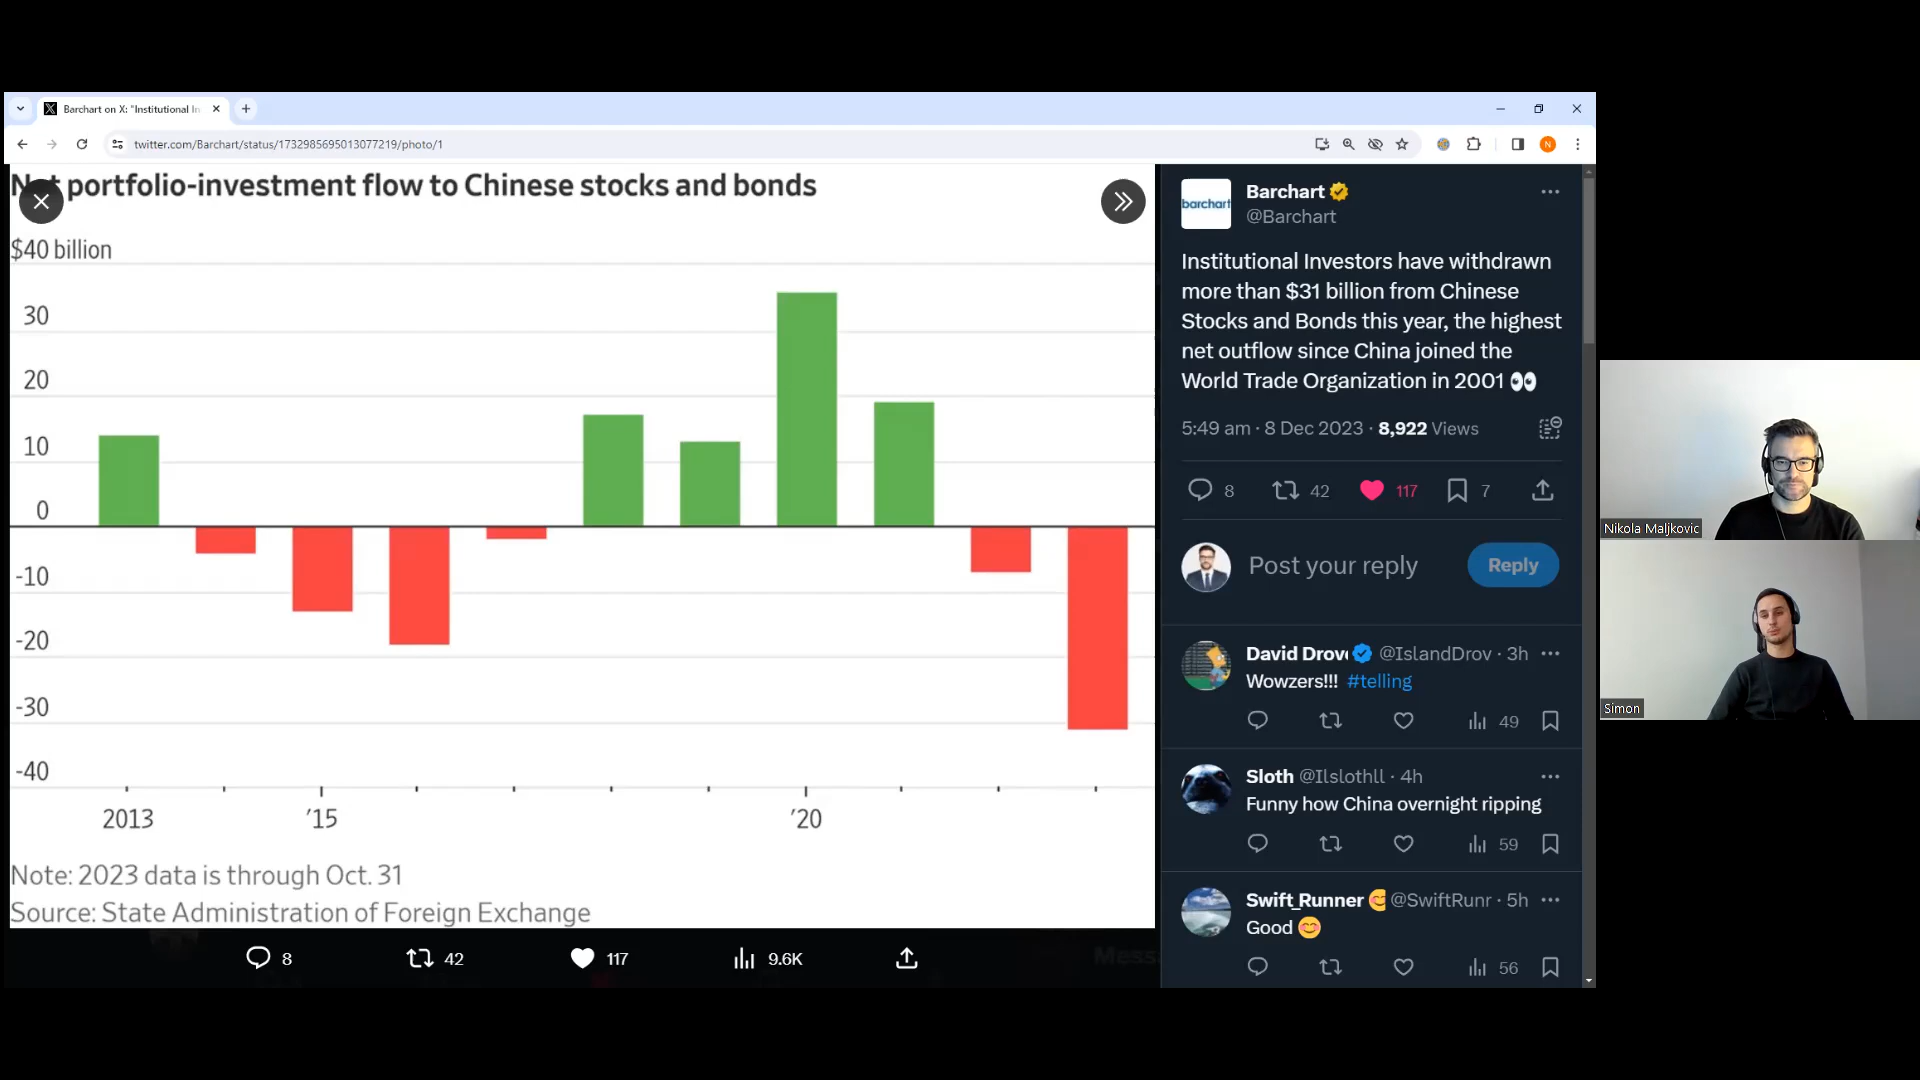 Barchart on X: "Institutional In
twitter.com/Barchart/status/1732985695013077219/photo/1
N
portfolio-investment flow to Chinese stocks and bonds
$40 billion
30
20
10
0
-10
-20
-30
-40
2013
'15
'20
Note: 2023 data is through Oct. 31
Source: State Administration of Foreign Exchange
8
42
117
9.6K
barchart
Barchart
@Barchart
Institutional Investors have withdrawn
more than $31 billion from Chinese
Stocks and Bonds this year, the highest
net outflow since China joined the
World Trade Organization in 2001 👀
5:49 am · 8 Dec 2023 · 8,922 Views
8
42
117
7
Post your reply
Reply
David Drov @IslandDrov · 3h
Wowzers!!! #telling
49
Sloth @Ilslothll · 4h
Funny how China overnight ripping
59
Swift_Runner 😊 @SwiftRunr · 5h
Good 😊
56
Nikola Maljkovic
Simon